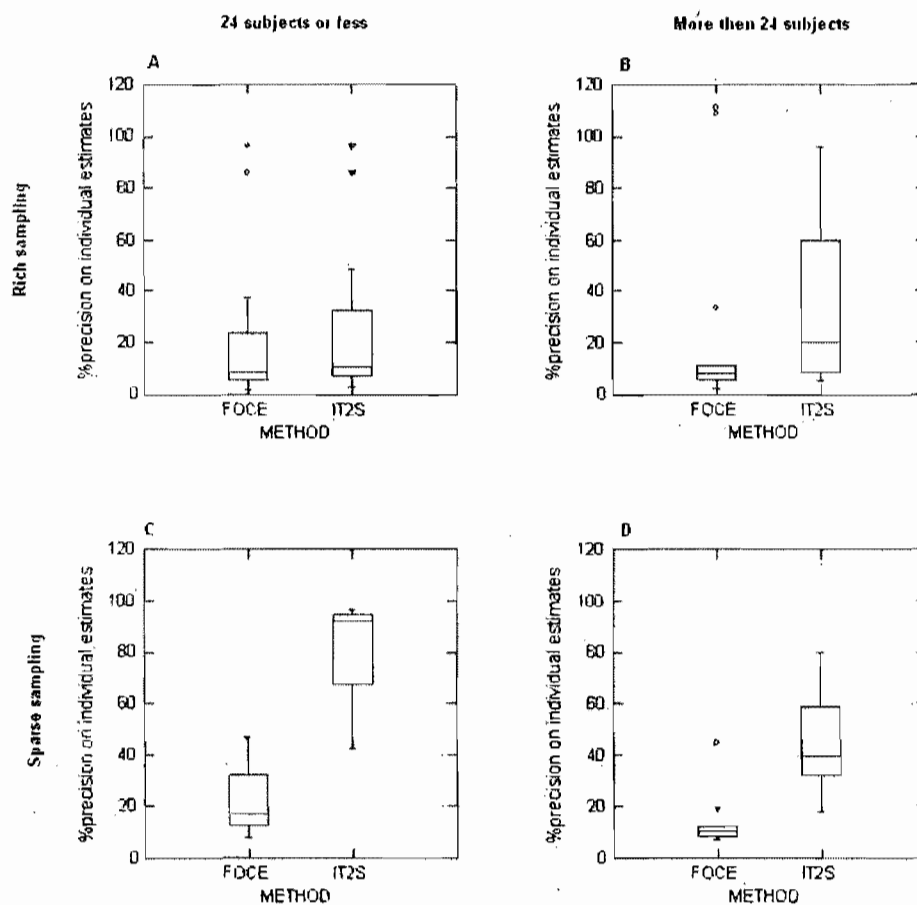 24 subjects or less
More then 24 subjects
Rich sampling
A
%precision on individual estimates
120
100
80
60
40
20
0
FOCE IT2S
METHOD
B
%precision on individual estimates
120
100
80
60
40
20
0
FOCE IT2S
METHOD
Sparse sampling
C
%precision on individual estimates
120
100
80
60
40
20
0
FOCE IT2S
METHOD
D
%precision on individual estimates
120
100
80
60
40
20
0
FOCE IT2S
METHOD